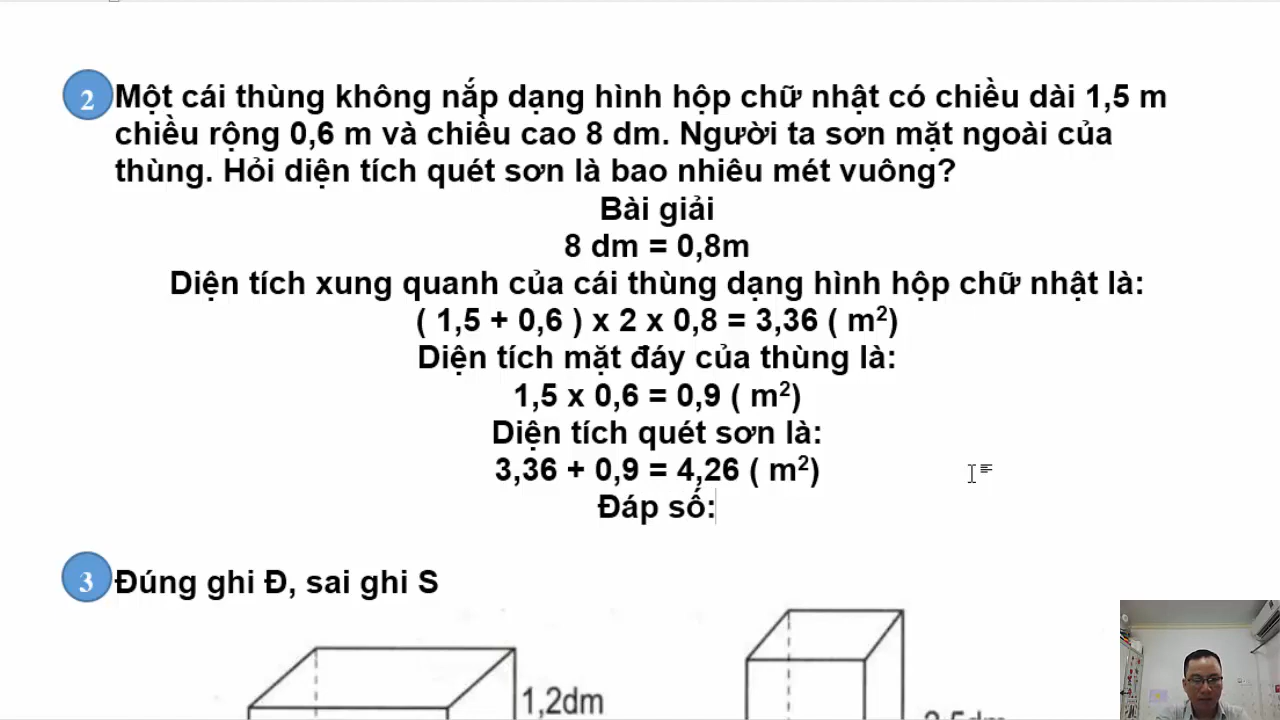 2 Một cái thùng không nắp dạng hình hộp chữ nhật có chiều dài 1,5 m
chiều rộng 0,6 m và chiều cao 8 dm. Người ta sơn mặt ngoài của
thùng. Hỏi diện tích quét sơn là bao nhiêu mét vuông?
Bài giải
8 dm = 0,8m
Diện tích xung quanh của cái thùng dạng hình hộp chữ nhật là:
( 1,5 + 0,6 ) x 2 x 0,8 = 3,36 ( m²)
Diện tích mặt đáy của thùng là:
1,5 x 0,6 = 0,9 ( m²)
Diện tích quét sơn là:
3,36 + 0,9 = 4,26 ( m²)
Đáp số:
3 Đúng ghi Đ, sai ghi S
1,2dm